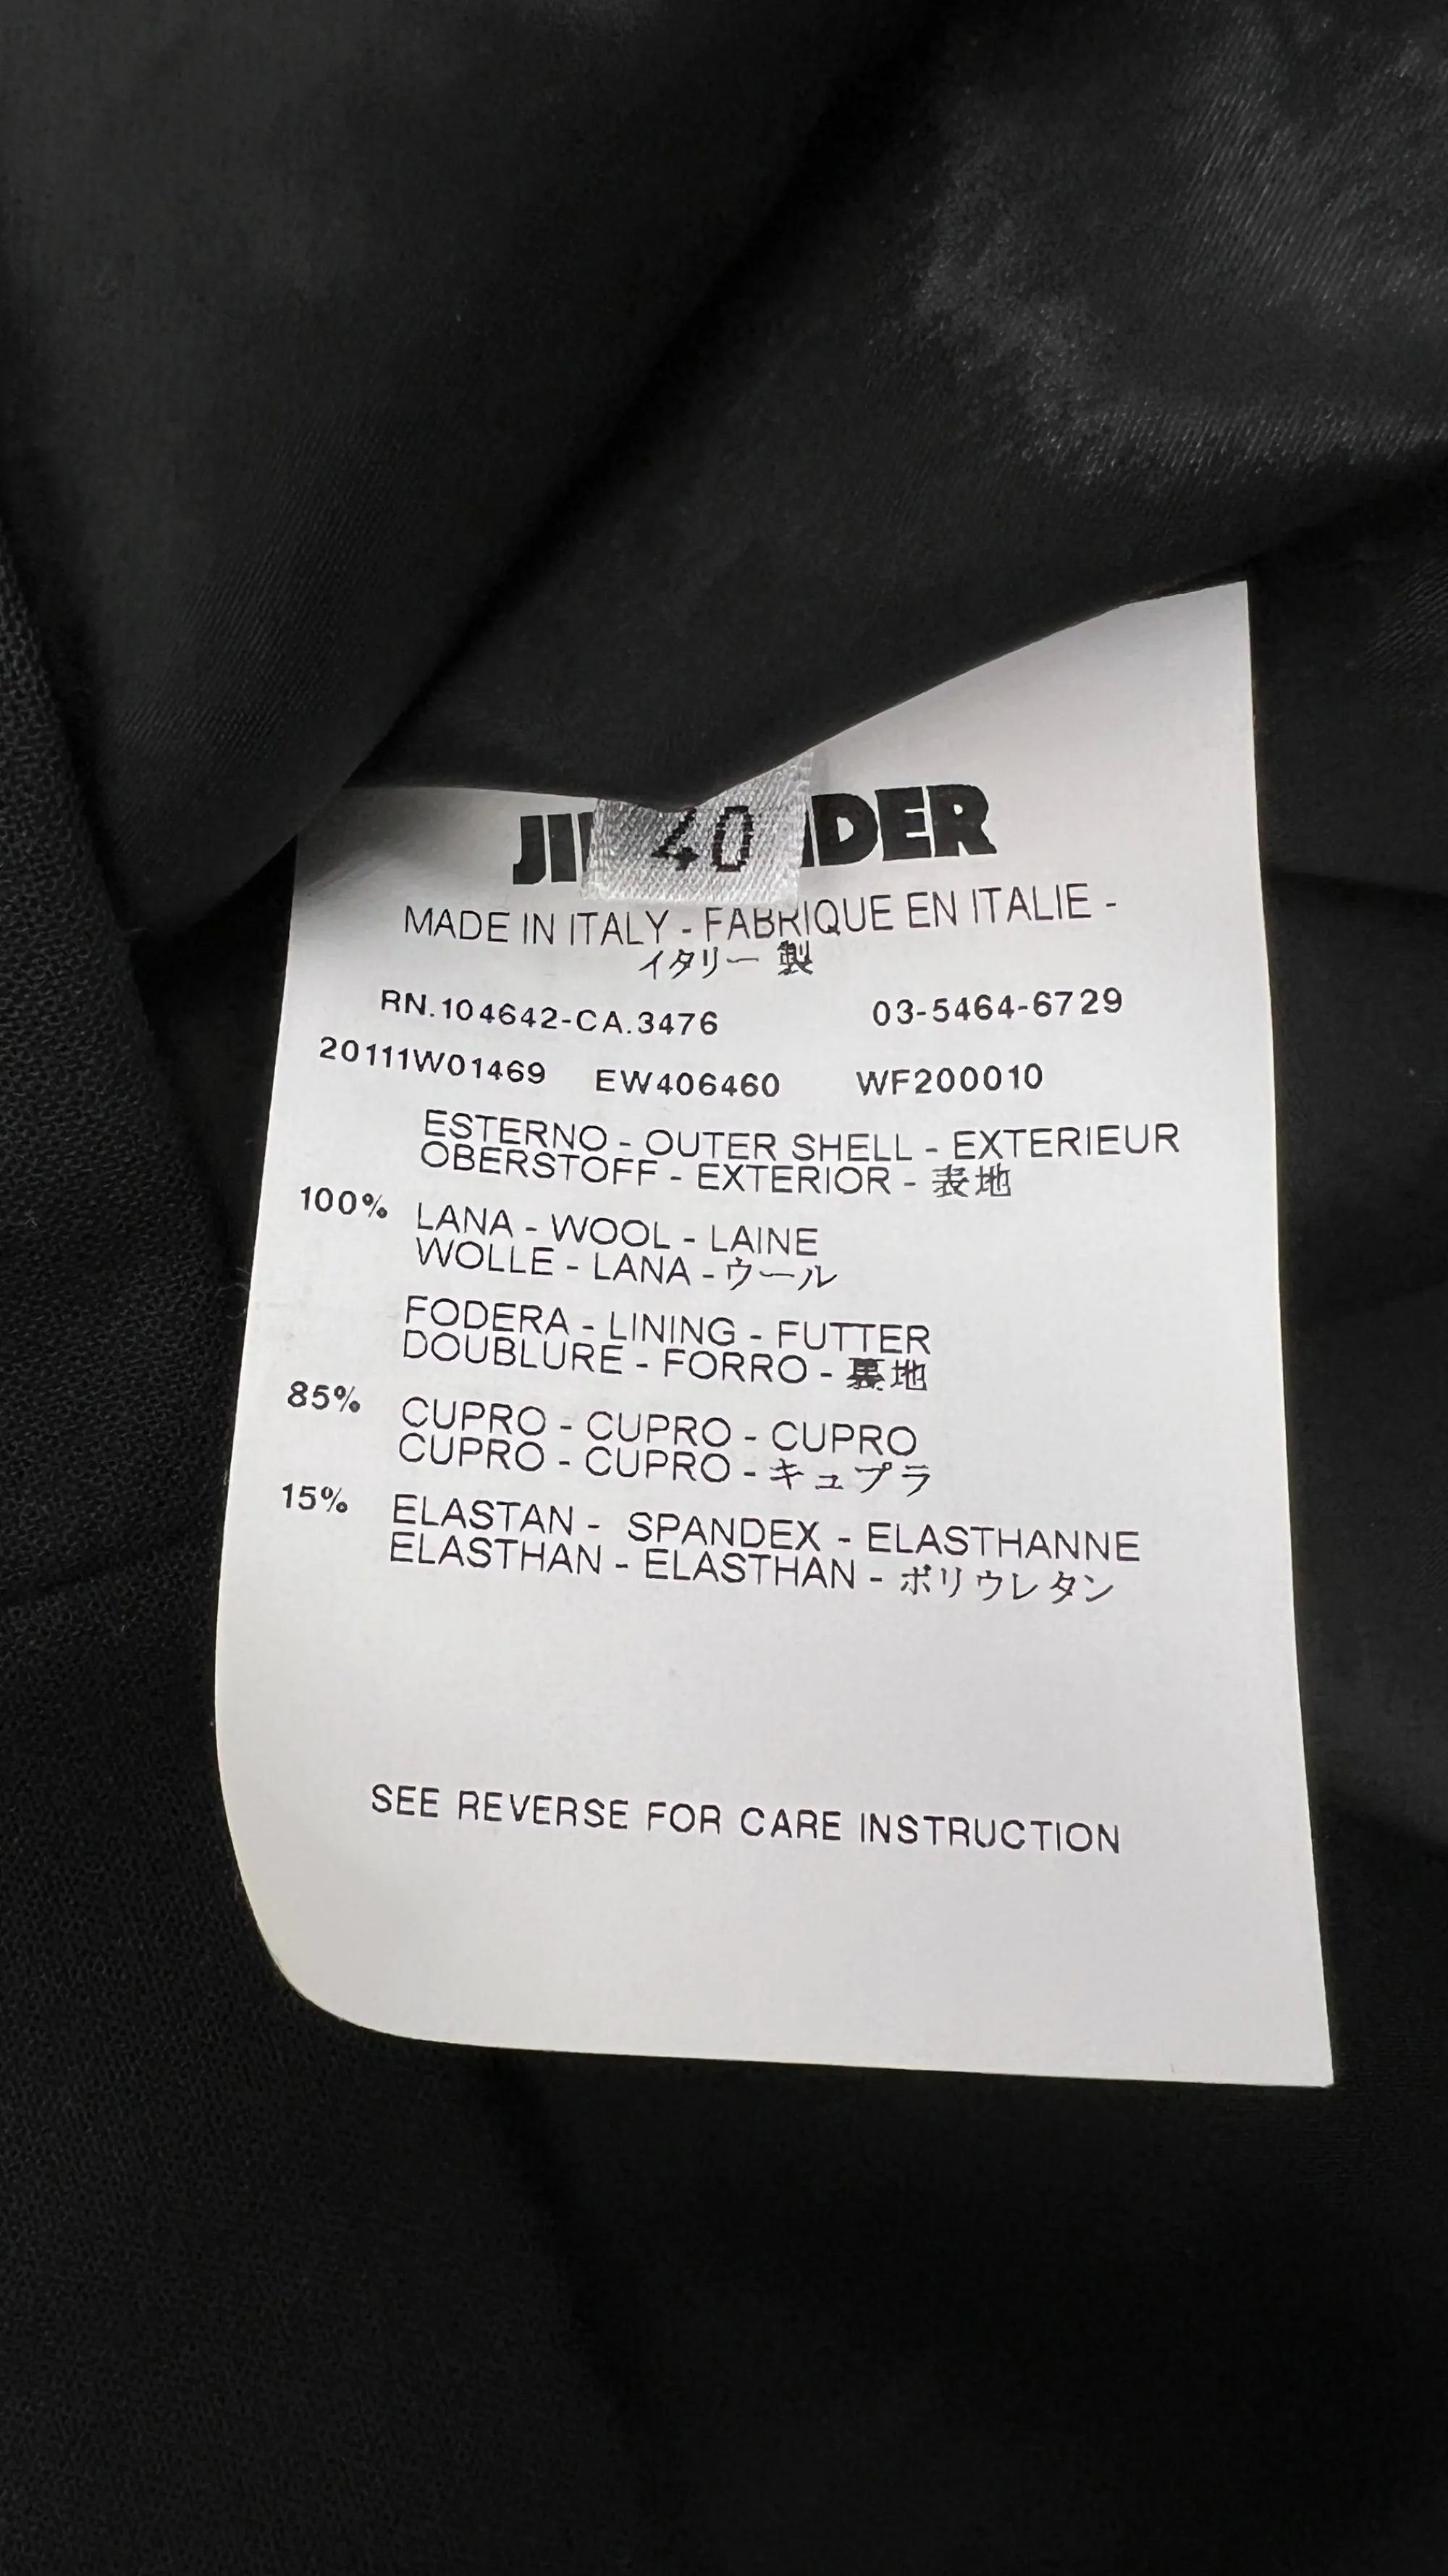 40
DER
MADE IN ITALY - FABRIQUE EN ITALIE -
イタリー 製
RN.104642-CA.3476 03-5464-6729
20111W01469 EW406460 WF200010
ESTERNO - OUTER SHELL - EXTERIEUR
OBERSTOFF - EXTERIOR - 表地
100% LANA - WOOL - LAINE
WOLLE - LANA - ウール
FODERA - LINING - FUTTER
DOUBLURE - FORRO - 裏地
85% CUPRO - CUPRO - CUPRO
CUPRO - CUPRO - キュプラ
15% ELASTAN - SPANDEX - ELASTHANNE
ELASTHAN - ELASTHAN - ポリウレタン
SEE REVERSE FOR CARE INSTRUCTION